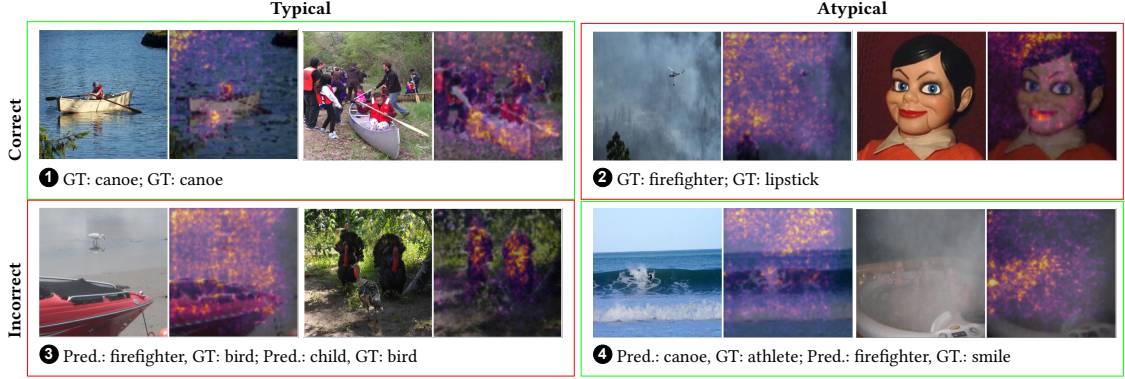 Typical
Atypical
Correct
1 GT: canoe; GT: canoe
2 GT: firefighter; GT: lipstick
Incorrect
3 Pred.: firefighter, GT: bird; Pred.: child, GT: bird
4 Pred.: canoe, GT: athlete; Pred.: firefighter, GT.: smile